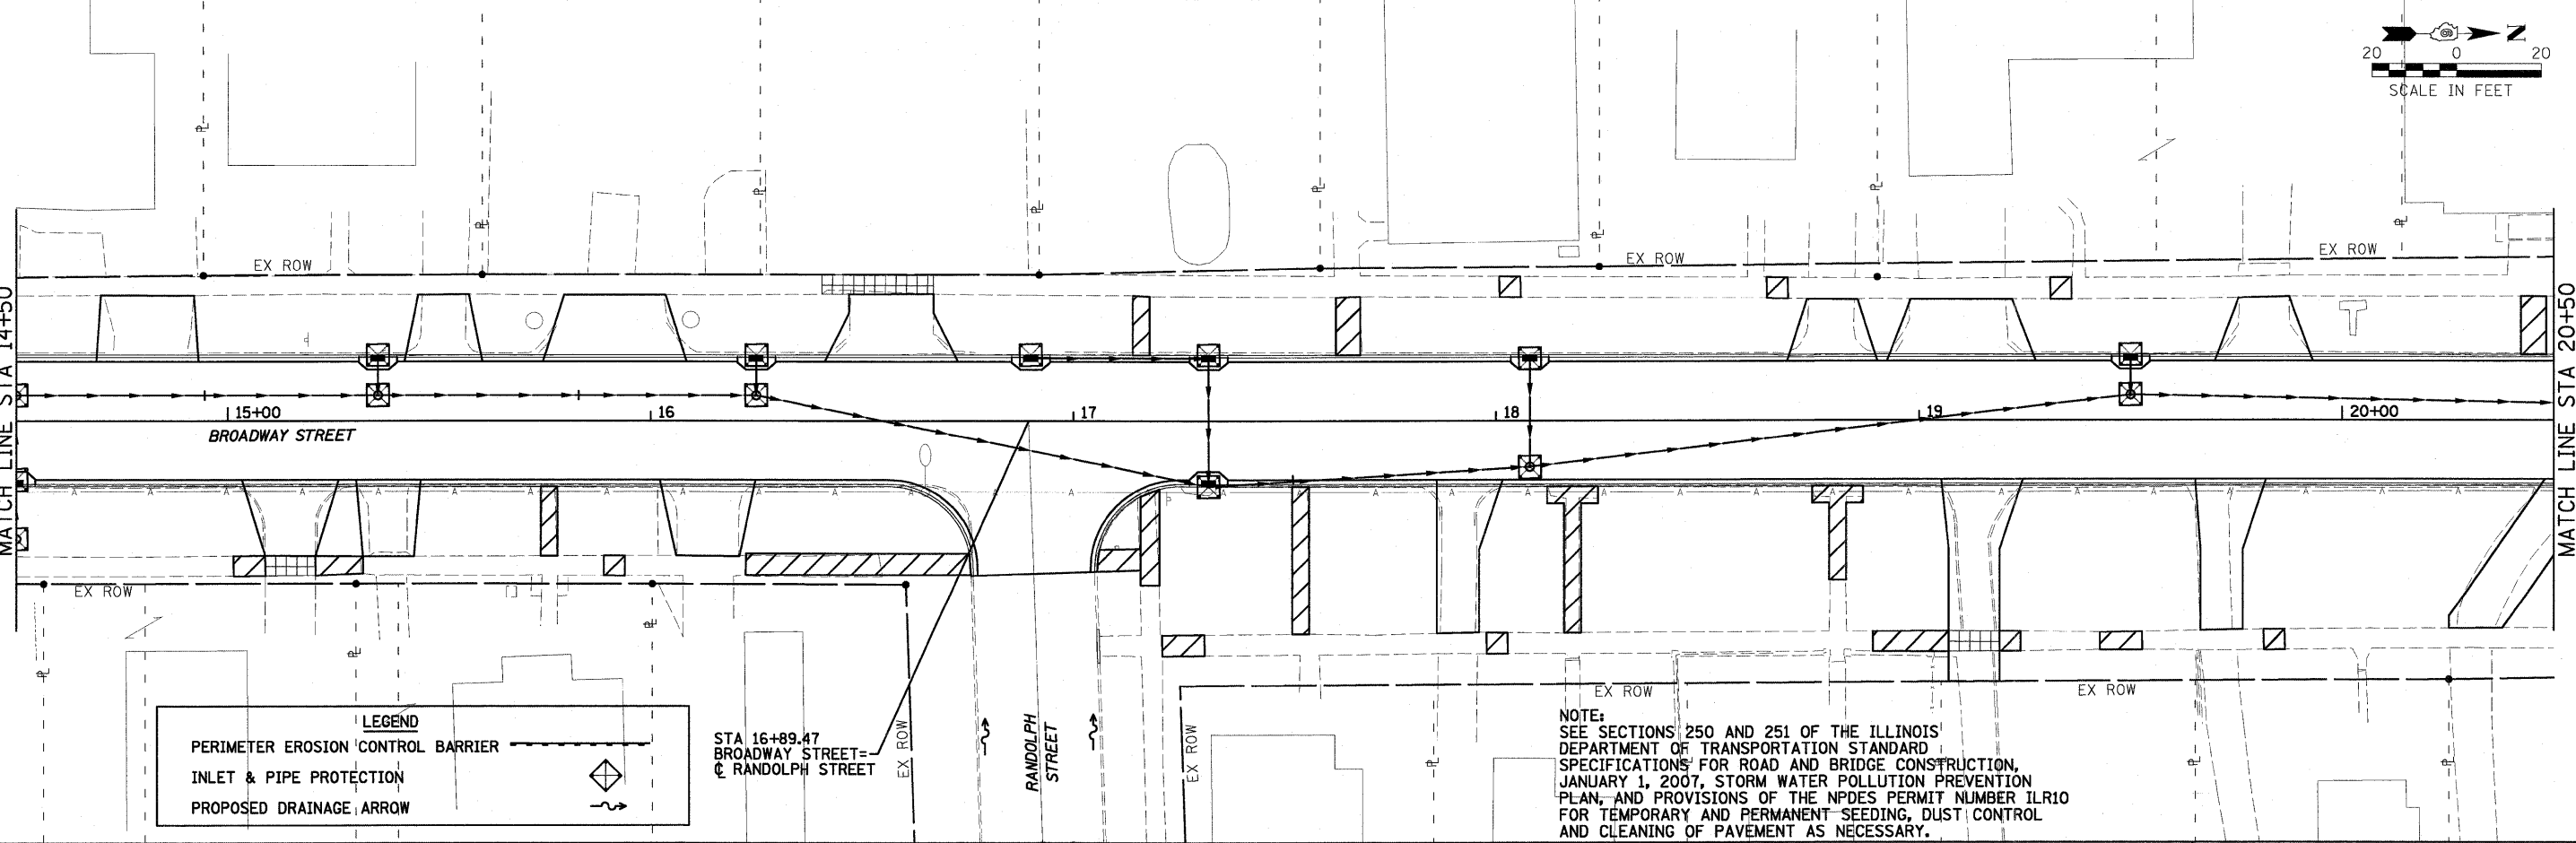 N
20 0 20
SCALE IN FEET
EX ROW
EX ROW
EX ROW
MATCH LINE STA 14+50
MATCH LINE STA 20+50
15+00
16
17
18
19
20+00
BROADWAY STREET
EX ROW
EX ROW
EX ROW
EX ROW
EX ROW
LEGEND
PERIMETER EROSION CONTROL BARRIER
INLET & PIPE PROTECTION
PROPOSED DRAINAGE ARROW
STA 16+89.47
BROADWAY STREET=
℄ RANDOLPH STREET
RANDOLPH
STREET
NOTE:
SEE SECTIONS 250 AND 251 OF THE ILLINOIS
DEPARTMENT OF TRANSPORTATION STANDARD
SPECIFICATIONS FOR ROAD AND BRIDGE CONSTRUCTION,
JANUARY 1, 2007, STORM WATER POLLUTION PREVENTION
PLAN, AND PROVISIONS OF THE NPDES PERMIT NUMBER ILR10
FOR TEMPORARY AND PERMANENT SEEDING, DUST CONTROL
AND CLEANING OF PAVEMENT AS NECESSARY.